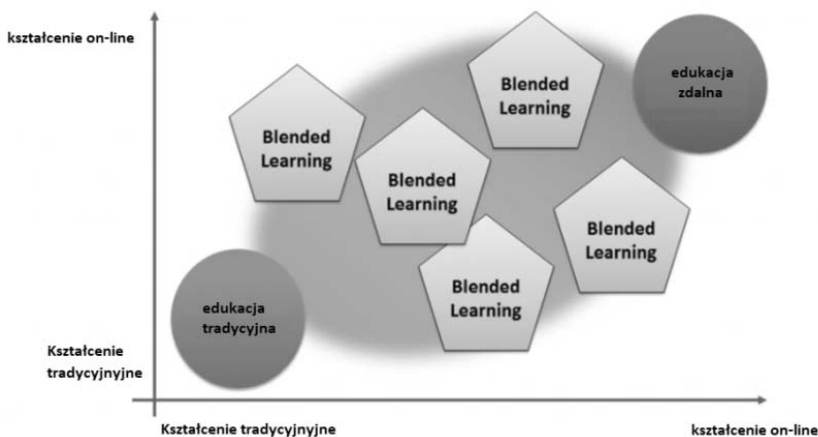 kształcenie on-line
Blended
Learning
edukacja
zdalna
Blended
Learning
Blended
Learning
Blended
Learning
Blended
Learning
edukacja
tradycyjna
Kształcenie
tradycyjnyjne
Kształcenie tradycyjnyjne
kształcenie on-line